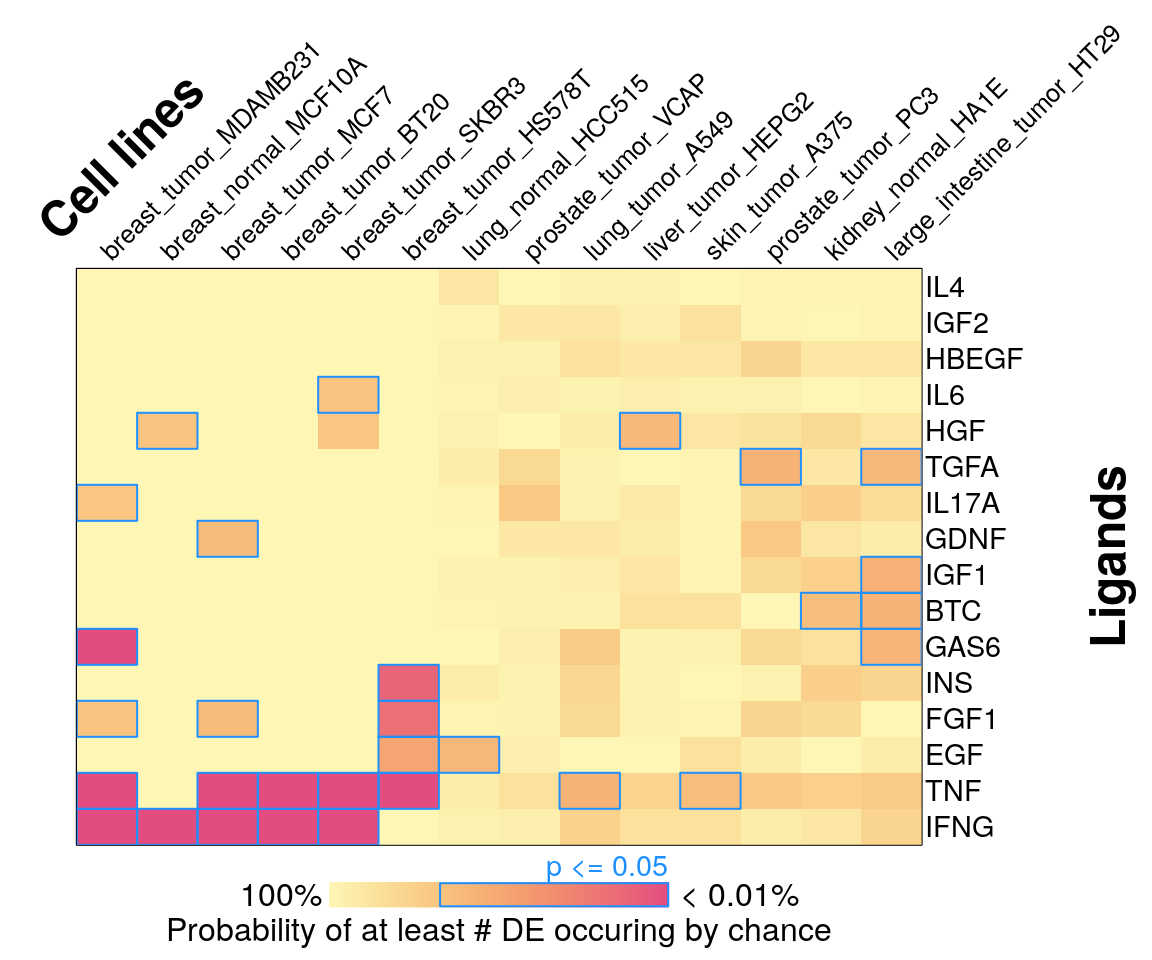 Cell lines
breast_tumor_MDAMB231
breast_normal_MCF10A
breast_tumor_MCF7
breast_tumor_BT20
breast_tumor_SKBR3
breast_tumor_HS578T
lung_normal_HCC515
prostate_tumor_VCAP
lung_tumor_A549
liver_tumor_HEPG2
skin_tumor_A375
prostate_tumor_PC3
kidney_normal_HA1E
large_intestine_tumor_HT29
IL4
IGF2
HBEGF
IL6
HGF
TGFA
IL17A
GDNF
IGF1
BTC
GAS6
INS
FGF1
EGF
TNF
IFNG
Ligands
p <= 0.05
100% < 0.01%
Probability of at least # DE occuring by chance